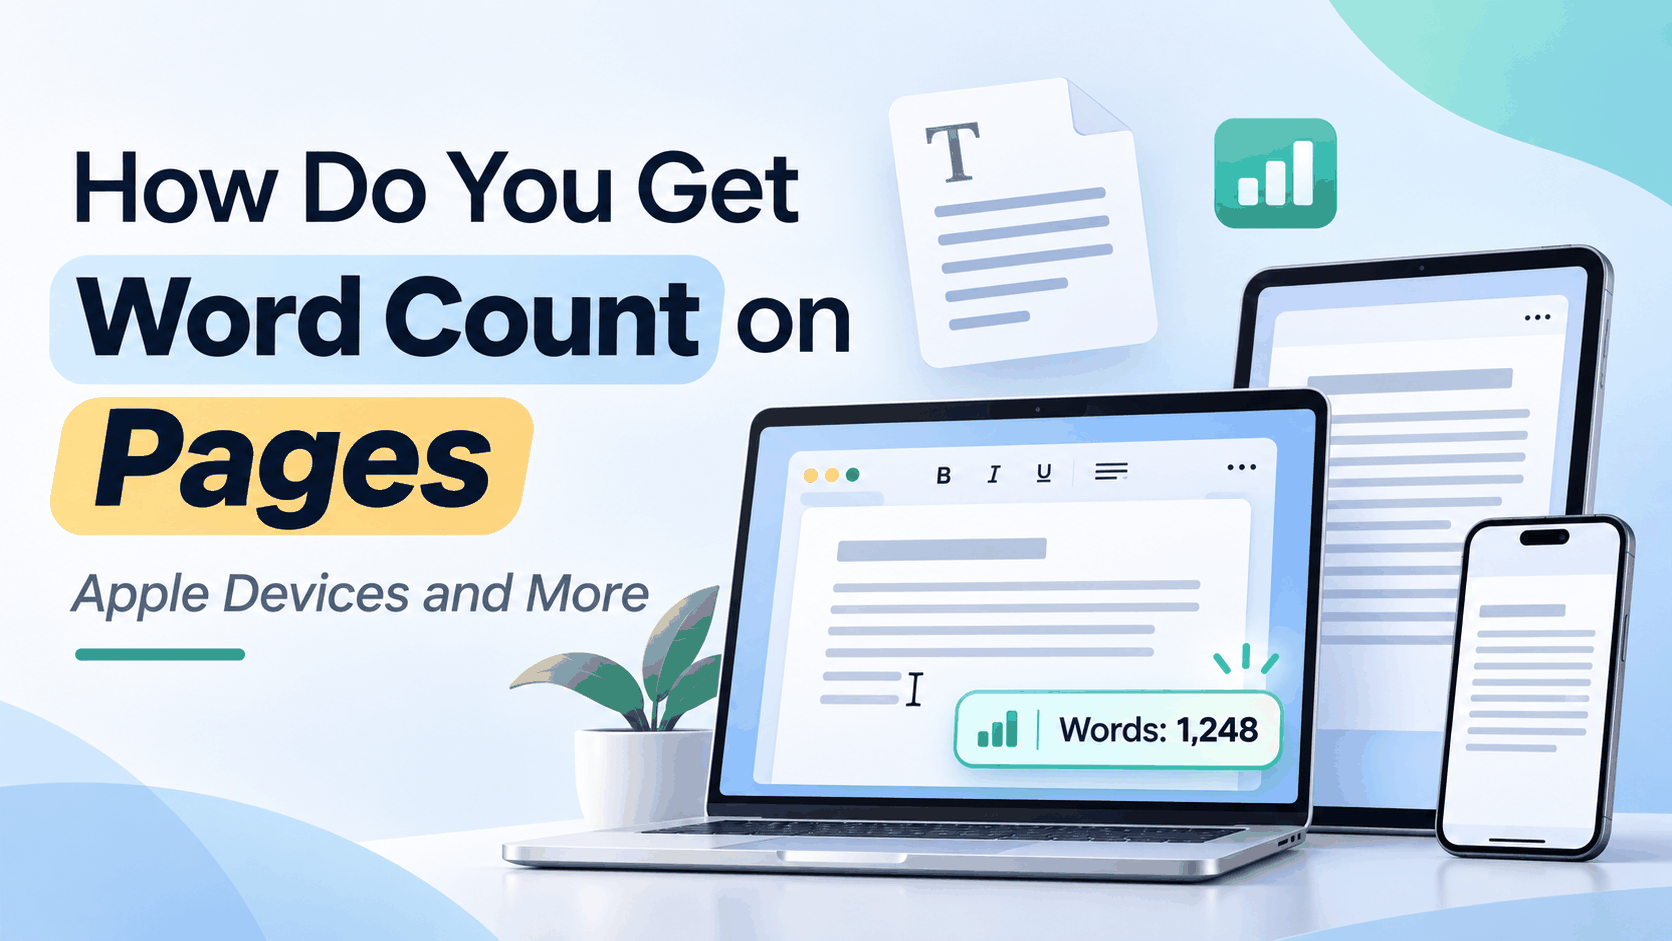 How Do You Get
Word Count on
Pages
Apple Devices and More
T
B I U
Words: 1,248